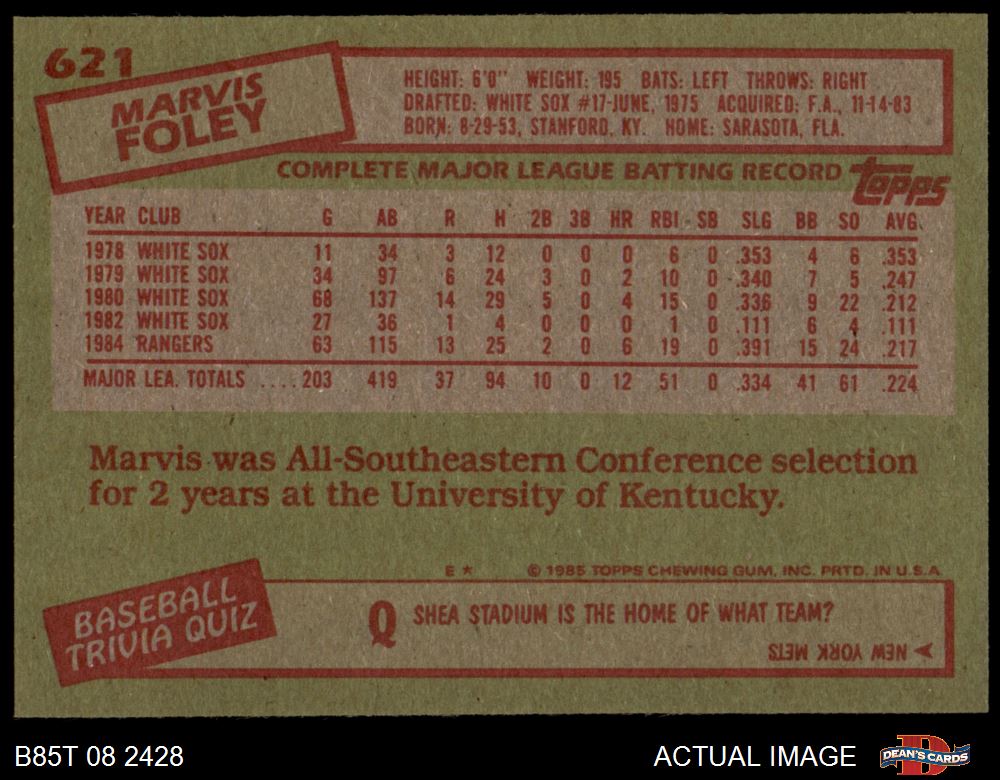 621
MARVIS
FOLEY
HEIGHT: 6'0" WEIGHT: 195 BATS: LEFT THROWS: RIGHT
DRAFTED: WHITE SOX #17-JUNE, 1975 ACQUIRED: F.A., 11-14-83
BORN: 8-29-53, STANFORD, KY. HOME: SARASOTA, FLA.
COMPLETE MAJOR LEAGUE BATTING RECORD topps
YEAR CLUB G AB R H 2B 3B HR RBI SB SLG BB SO AVG.
1978 WHITE SOX 11 34 3 12 0 0 0 6 0 .353 4 6 .353
1979 WHITE SOX 34 97 6 24 3 0 2 10 0 .340 7 5 .247
1980 WHITE SOX 68 137 14 29 5 0 4 15 0 .336 9 22 .212
1982 WHITE SOX 27 36 1 4 0 0 0 1 0 .111 6 4 .111
1984 RANGERS 63 115 13 25 2 0 6 19 0 .391 15 24 .217
MAJOR LEA. TOTALS ....203 419 37 94 10 0 12 51 0 .334 41 61 .224
Marvis was All-Southeastern Conference selection
for 2 years at the University of Kentucky.
E * © 1985 TOPPS CHEWING GUM, INC. PRTD. IN U.S.A.
BASEBALL
TRIVIA QUIZ
Q SHEA STADIUM IS THE HOME OF WHAT TEAM?
NEW YORK METS
B85T 08 2428 ACTUAL IMAGE DEAN'S CARDS